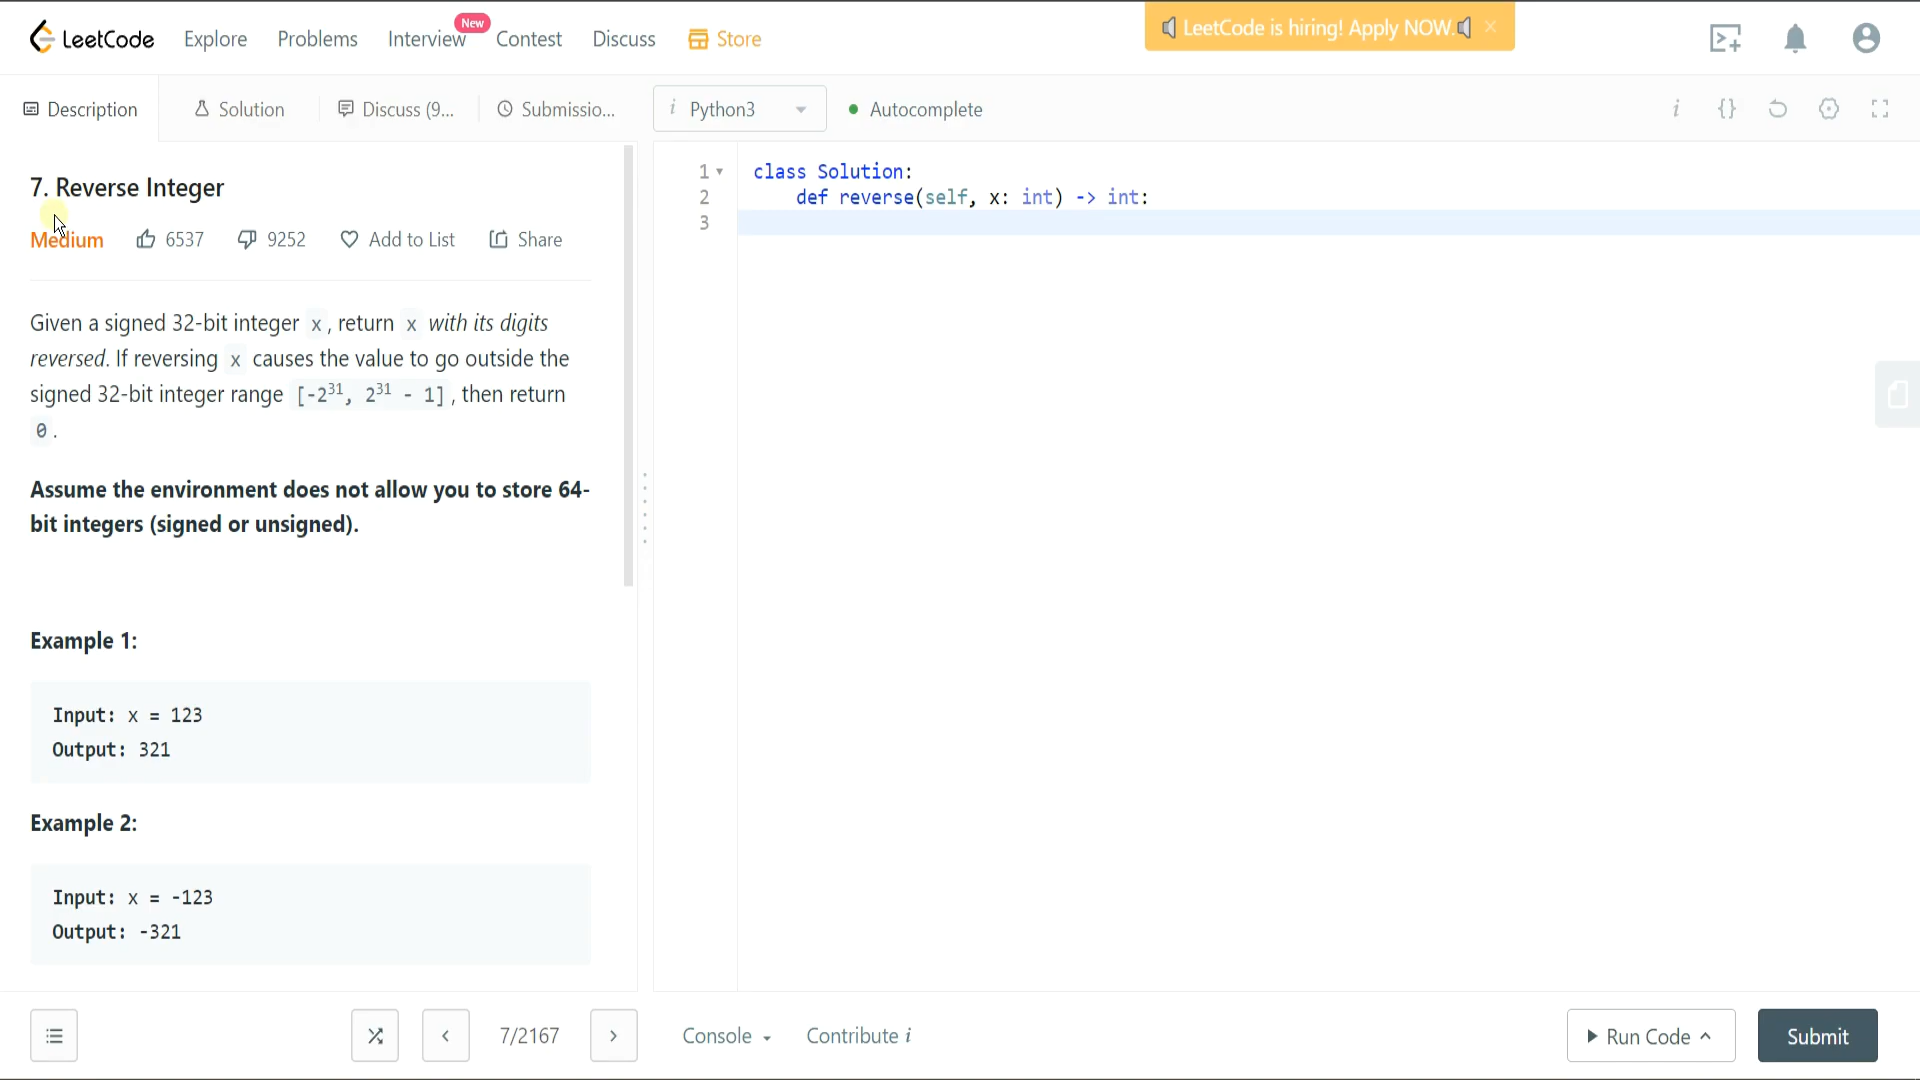 LeetCode Explore Problems Interview New Contest Discuss Store LeetCode is hiring! Apply NOW.
Description Solution Discuss (9... Submissio... i Python3 Autocomplete i {}
7. Reverse Integer
Medium 6537 9252 Add to List Share
Given a signed 32-bit integer x, return x with its digits
reversed. If reversing x causes the value to go outside the
signed 32-bit integer range [-2³¹, 2³¹ - 1], then return
0.
Assume the environment does not allow you to store 64-
bit integers (signed or unsigned).
Example 1:
Input: x = 123
Output: 321
Example 2:
Input: x = -123
Output: -321
1 class Solution:
2     def reverse(self, x: int) -> int:
3
7/2167 Console Contribute i Run Code Submit